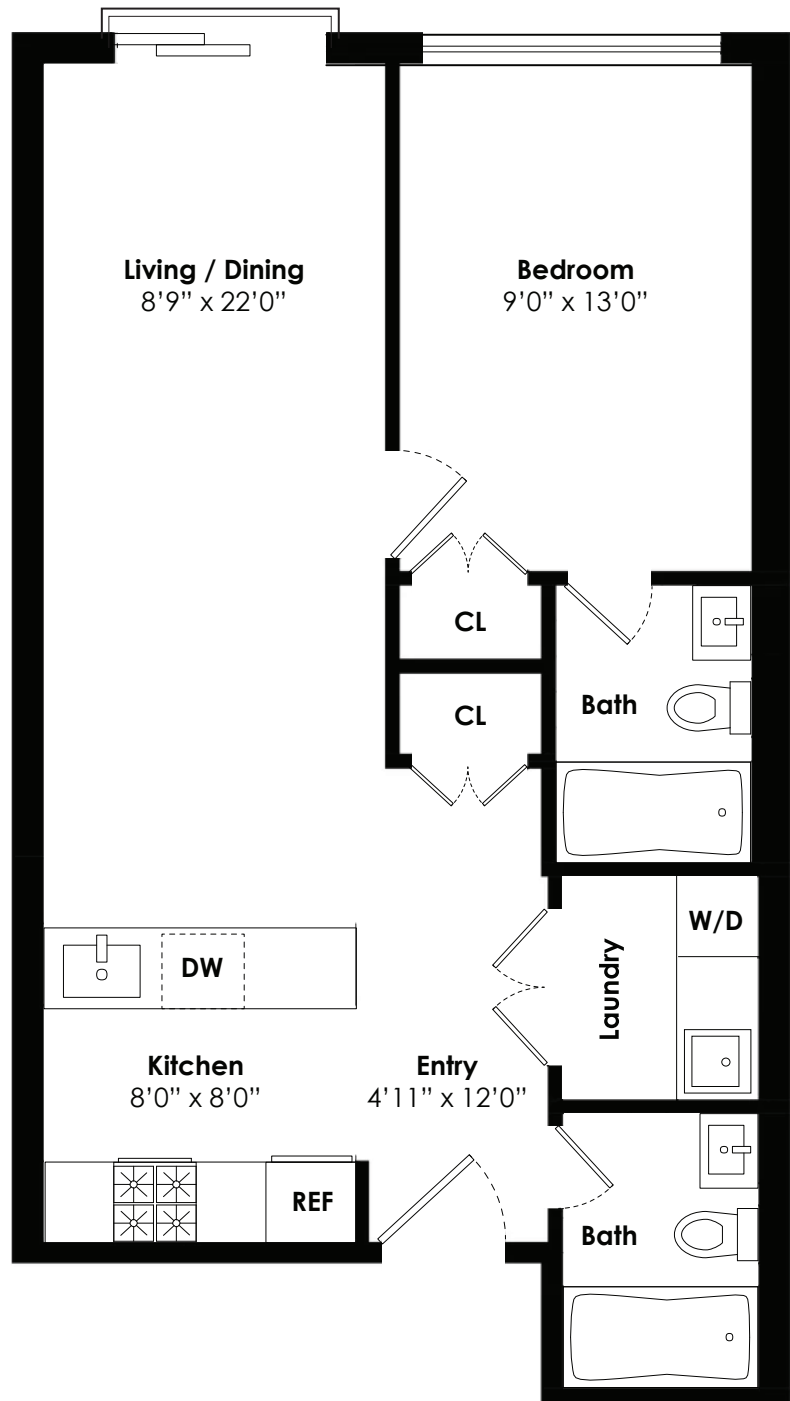 Living / Dining
8’9” x 22’0”
Bedroom
9’0” x 13’0”
CL
CL
Bath
DW
W/D
Laundry
Kitchen
8’0” x 8’0”
Entry
4’11” x 12’0”
REF
Bath